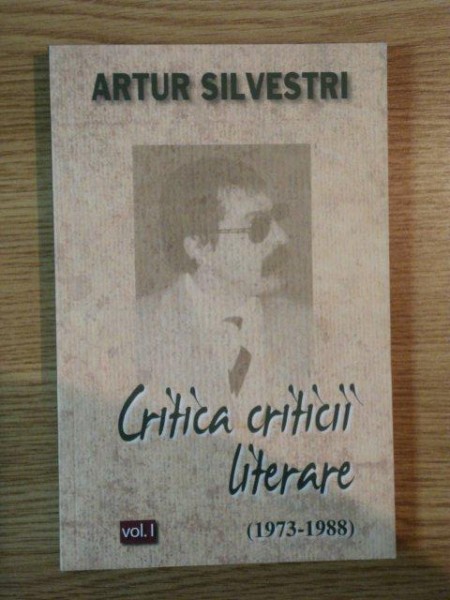 ARTUR SILVESTRI
Critica criticii
literare
vol. I
(1973-1988)